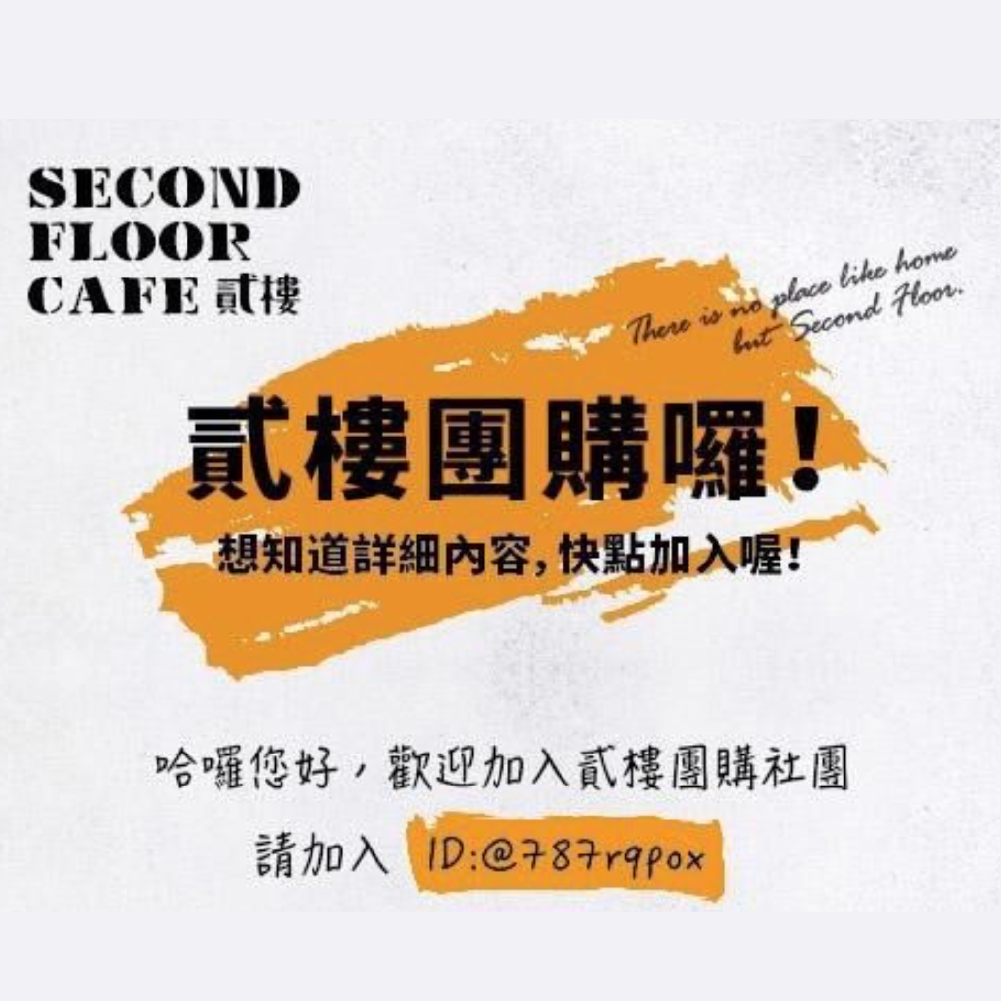 SECOND
FLOOR
CAFE 貳樓
There is no place like home
but Second Floor.
貳樓團購囉！
想知道詳細內容，快點加入喔！
哈囉您好，歡迎加入貳樓團購社團
請加入 ID:@787rqpox